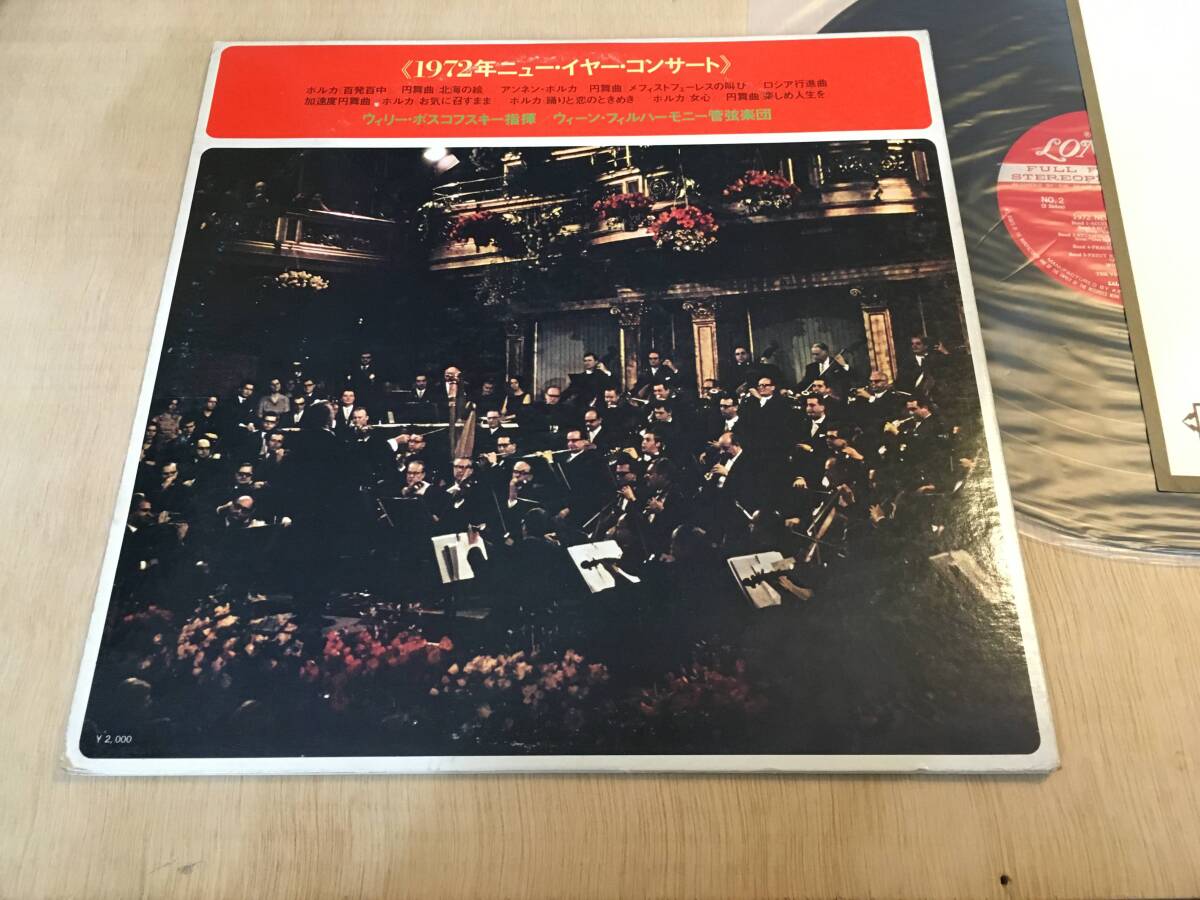 《1972年ニュー・イヤー・コンサート》
ポルカ:百発百中 円舞曲:北海の絵 アンネン・ポルカ 円舞曲:メフィストフェーレスの叫び ロシア行進曲
加速度円舞曲 ポルカ:お気に召すまま ポルカ:踊りと恋のときめき ポルカ:女心 円舞曲:楽しめ人生を
ウィリー・ボスコフスキー指揮 ウィーン・フィルハーモニー管弦楽団
¥2,000
FULL
STEREOP
NO. 2
1972 NEW